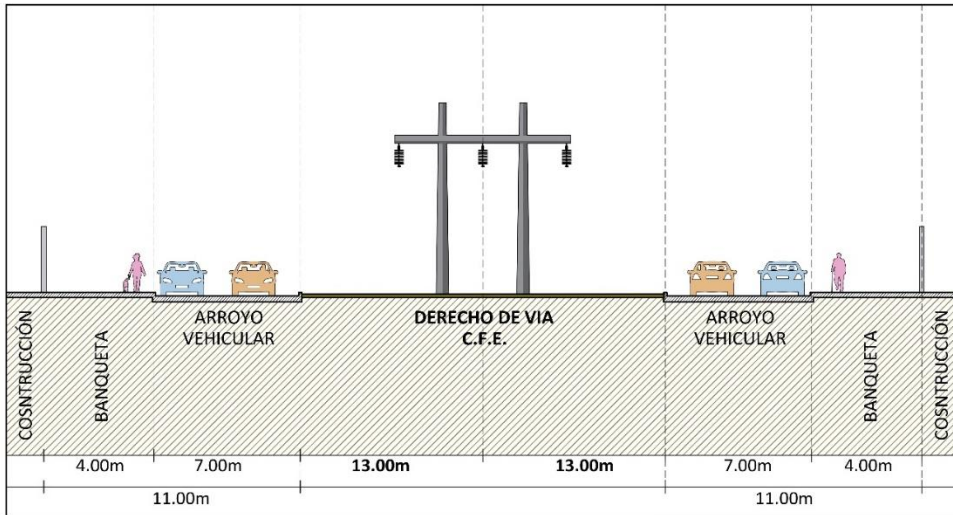 ARROYO
VEHICULAR
DERECHO DE VIA
C.F.E.
ARROYO
VEHICULAR
COSNTRUCCIÓN
BANQUETA
BANQUETA
COSNTRUCCIÓN
4.00m
7.00m
13.00m
13.00m
7.00m
4.00m
11.00m
11.00m